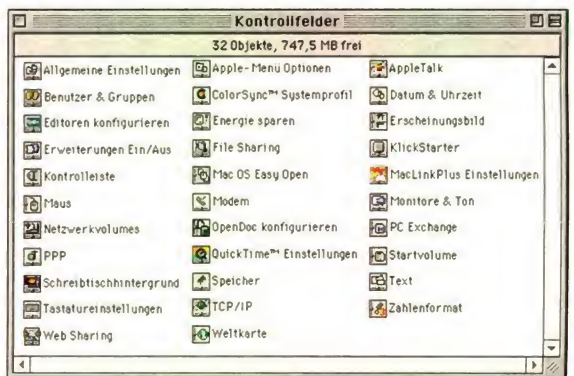 Kontrollfelder
32 Objekte, 747,5 MB frei
Allgemeine Einstellungen Apple-Menü Optionen AppleTalk
Benutzer & Gruppen ColorSync™ Systemprofil Datum & Uhrzeit
Editoren konfigurieren Energie sparen Erscheinungsbild
Erweiterungen Ein/Aus File Sharing KlickStarter
Kontrolleiste Mac OS Easy Open MacLinkPlus Einstellungen
Maus Modem Monitore & Ton
Netzwerkvolumes OpenDoc konfigurieren PC Exchange
PPP QuickTime™ Einstellungen Startvolume
Schreibtischhintergrund Speicher Text
Tastatureinstellungen TCP/IP Zahlenformat
Web Sharing Weltkarte